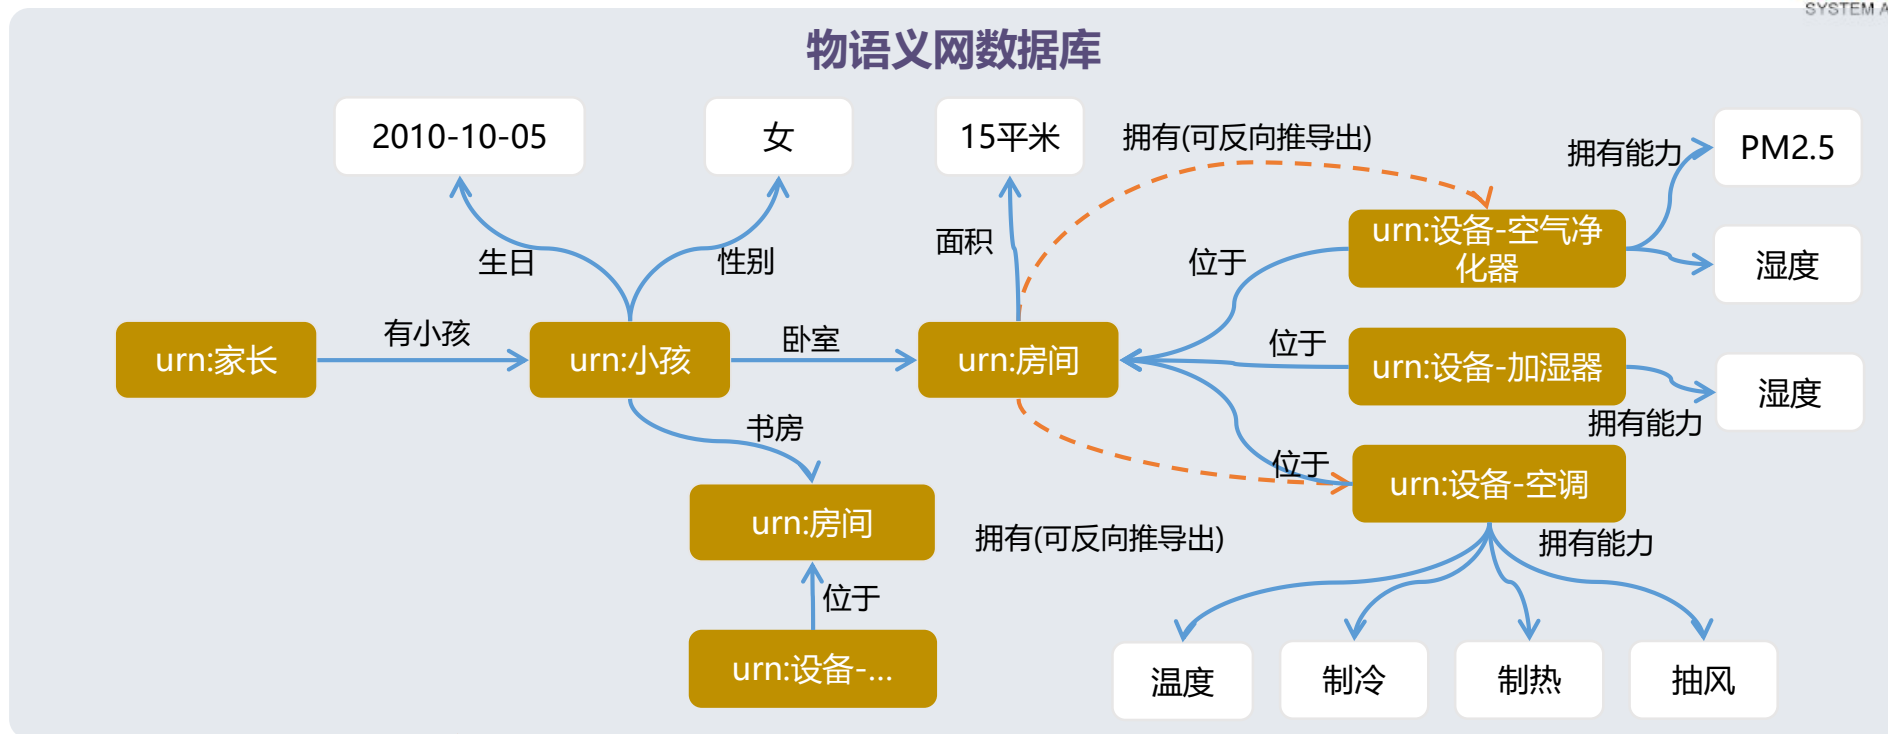 SYSTEM A
物语义网数据库
2010-10-05
女
15平米
拥有(可反向推导出)
拥有能力
PM2.5
生日
性别
面积
位于
urn:设备-空气净
化器
湿度
urn:家长
有小孩
urn:小孩
卧室
urn:房间
位于
urn:设备-加湿器
湿度
拥有能力
书房
位于
urn:设备-空调
urn:房间
拥有(可反向推导出)
拥有能力
位于
urn:设备-...
温度
制冷
制热
抽风